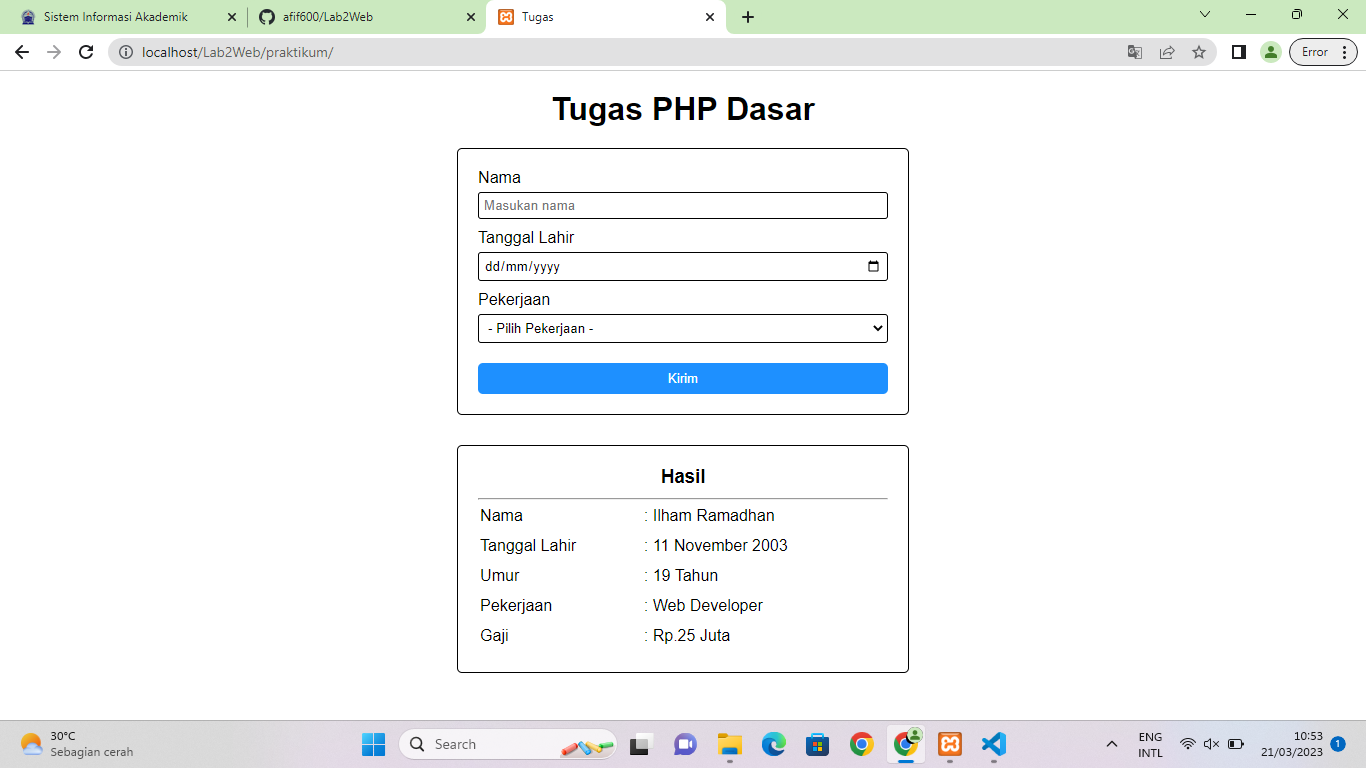 Sistem Informasi Akademik
afif600/Lab2Web
Tugas
localhost/Lab2Web/praktikum/
Error
Tugas PHP Dasar
Nama
Masukan nama
Tanggal Lahir
dd/mm/yyyy
Pekerjaan
- Pilih Pekerjaan -
Kirim
Hasil
Nama : Ilham Ramadhan
Tanggal Lahir : 11 November 2003
Umur : 19 Tahun
Pekerjaan : Web Developer
Gaji : Rp.25 Juta
30°C
Sebagian cerah
Search
ENG
INTL
10:53
21/03/2023
1